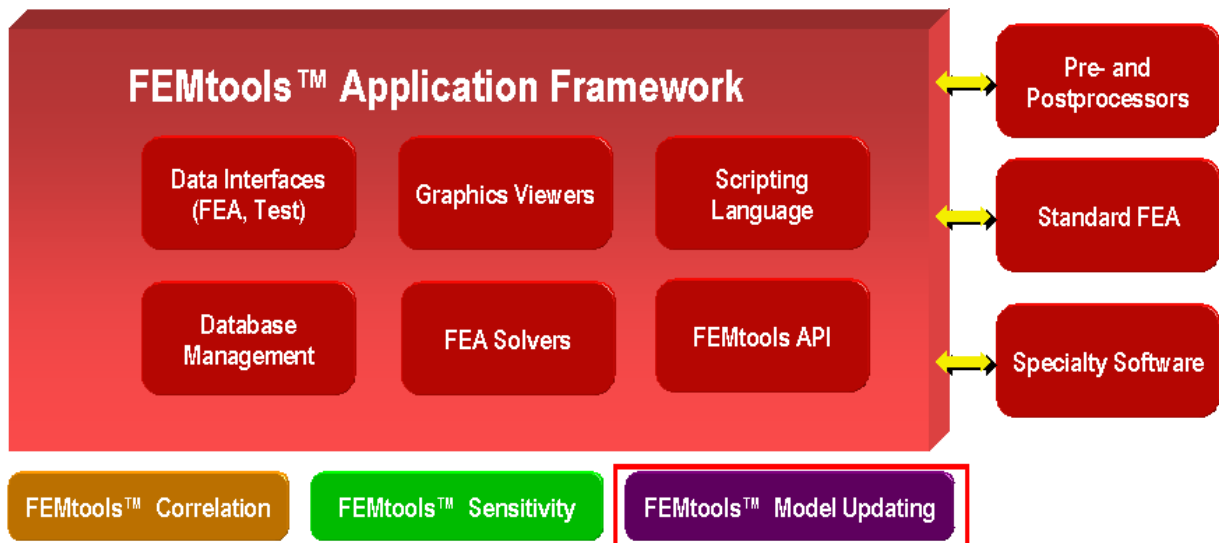 FEMtools™ Application Framework
Data Interfaces
(FEA, Test)
Graphics Viewers
Scripting
Language
Database
Management
FEA Solvers
FEMtools API
Pre- and
Postprocessors
Standard FEA
Specialty Software
FEMtools™ Correlation
FEMtools™ Sensitivity
FEMtools™ Model Updating